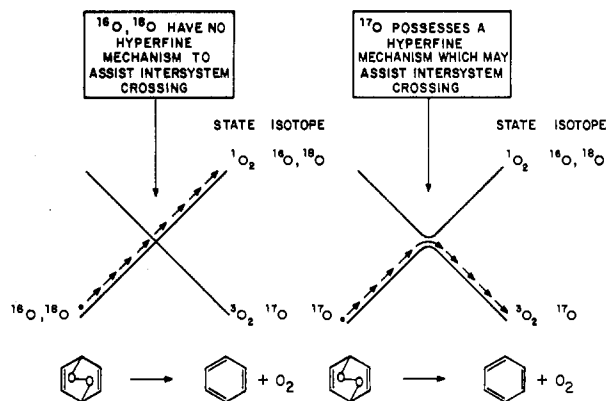 ¹⁶O, ¹⁸O HAVE NO
HYPERFINE
MECHANISM TO
ASSIST INTERSYSTEM
CROSSING
¹⁷O POSSESSES A
HYPERFINE
MECHANISM WHICH MAY
ASSIST INTERSYSTEM
CROSSING
STATE ISOTOPE
¹O₂ ¹⁶O, ¹⁸O
¹⁶O, ¹⁸O
³O₂ ¹⁷O
STATE ISOTOPE
¹O₂ ¹⁶O, ¹⁸O
¹⁷O
³O₂ ¹⁷O
O
O
+ O₂
O
O
+ O₂